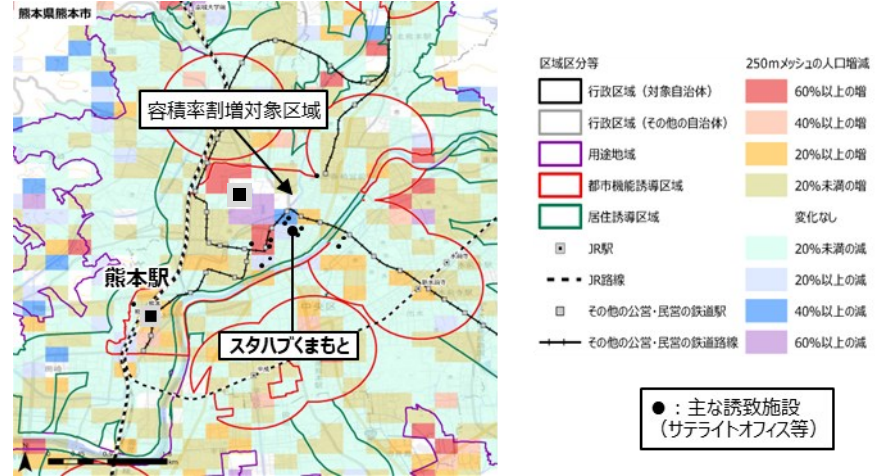 熊本県熊本市
容積率割増対象区域
熊本駅
中央区
スタハブくまもと
区域区分等
行政区域（対象自治体）
行政区域（その他の自治体）
用途地域
都市機能誘導区域
居住誘導区域
JR駅
JR路線
その他の公営・民営の鉄道駅
その他の公営・民営の鉄道路線
250mメッシュの人口増減
60%以上の増
40%以上の増
20%以上の増
20%未満の増
変化なし
20%未満の減
20%以上の減
40%以上の減
60%以上の減
●：主な誘致施設
（サテライトオフィス等）